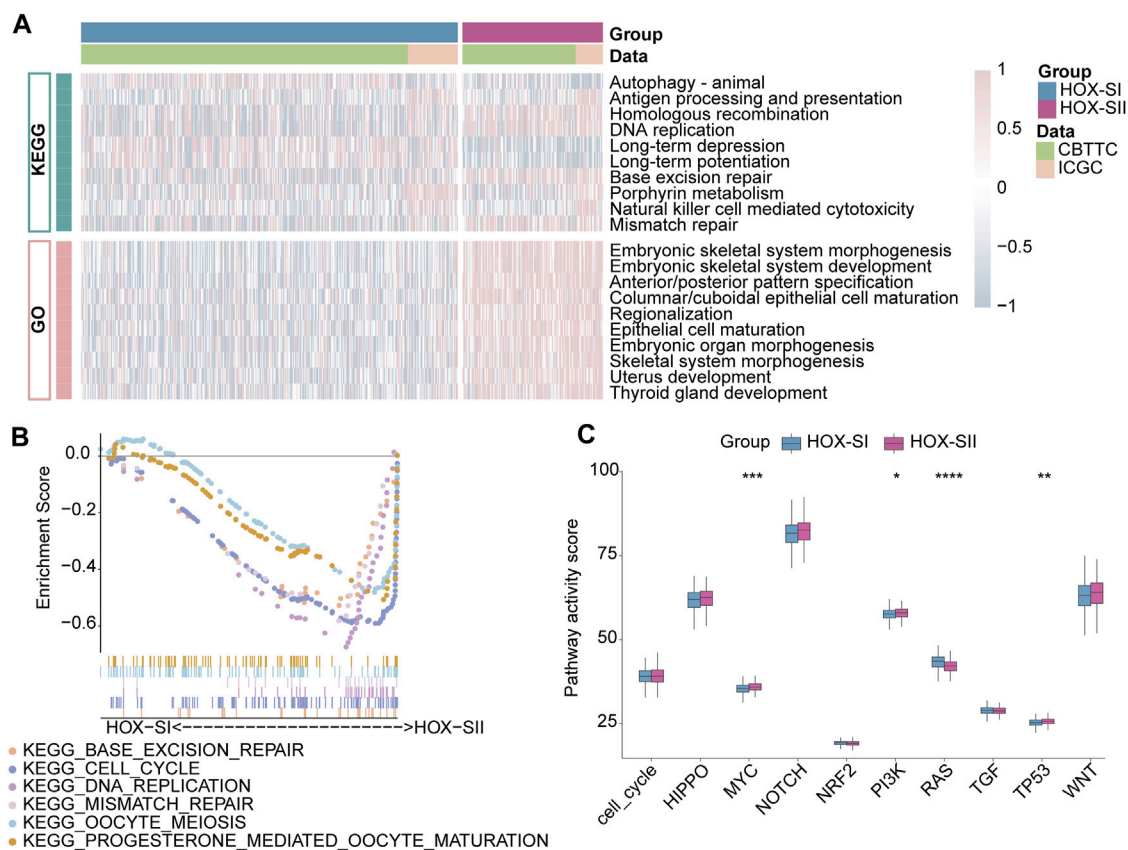 A
Group
Data
KEGG
Autophagy - animal
Antigen processing and presentation
Homologous recombination
DNA replication
Long-term depression
Long-term potentiation
Base excision repair
Porphyrin metabolism
Natural killer cell mediated cytotoxicity
Mismatch repair
GO
Embryonic skeletal system morphogenesis
Embryonic skeletal system development
Anterior/posterior pattern specification
Columnar/cuboidal epithelial cell maturation
Regionalization
Epithelial cell maturation
Embryonic organ morphogenesis
Skeletal system morphogenesis
Uterus development
Thyroid gland development
1
0.5
0
−0.5
−1
Group
HOX-SI
HOX-SII
Data
CBTTC
ICGC
B
Enrichment Score
0.0
−0.2
−0.4
−0.6
HOX-SI<---------------------->HOX-SII
KEGG_BASE_EXCISION_REPAIR
KEGG_CELL_CYCLE
KEGG_DNA_REPLICATION
KEGG_MISMATCH_REPAIR
KEGG_OOCYTE_MEIOSIS
KEGG_PROGESTERONE_MEDIATED_OOCYTE_MATURATION
C
Group HOX-SI HOX-SII
Pathway activity score
100
75
50
25
*** * **** **
cell_cycle
HIPPO
MYC
NOTCH
NRF2
PI3K
RAS
TGF
TP53
WNT